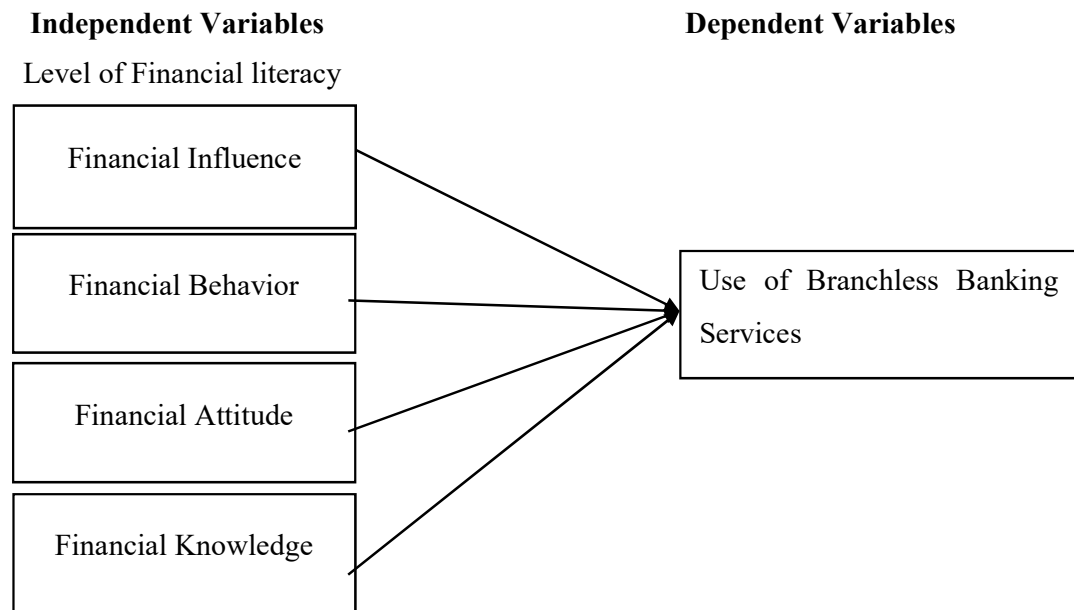 Independent Variables
Dependent Variables
Level of Financial literacy
Financial Influence
Financial Behavior
Financial Attitude
Financial Knowledge
Use of Branchless Banking
Services